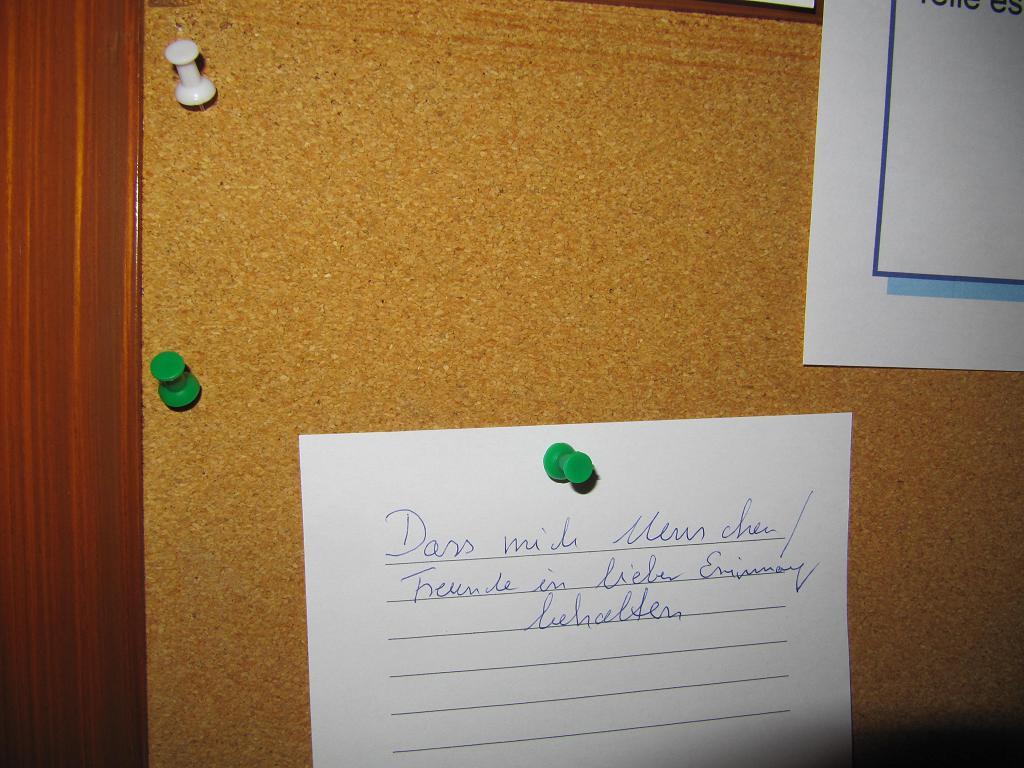 Dass mich Menschen/
Freunde in lieber Erinnerung
behalten